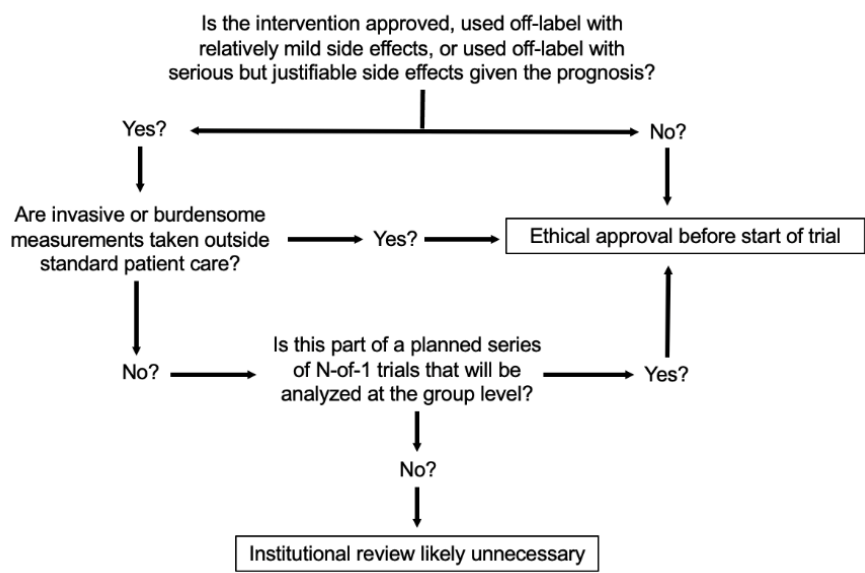 Is the intervention approved, used off-label with
relatively mild side effects, or used off-label with
serious but justifiable side effects given the prognosis?
Yes?
No?
Are invasive or burdensome
measurements taken outside
standard patient care?
Yes?
Ethical approval before start of trial
No?
Is this part of a planned series
of N-of-1 trials that will be
analyzed at the group level?
Yes?
No?
Institutional review likely unnecessary